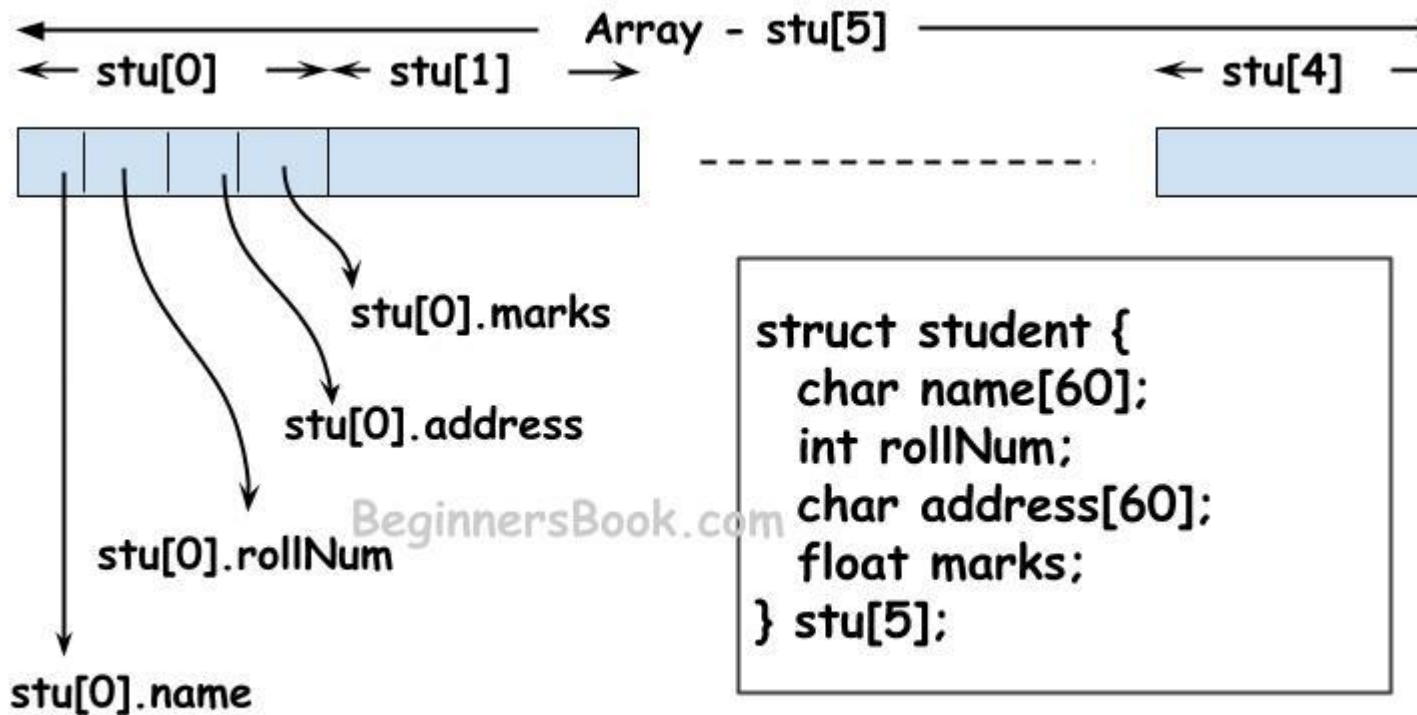 Array - stu[5]
stu[0] stu[1] stu[4]
stu[0].marks
stu[0].address
stu[0].rollNum
stu[0].name
struct student {
char name[60];
int rollNum;
char address[60];
float marks;
} stu[5];
BeginnersBook.com